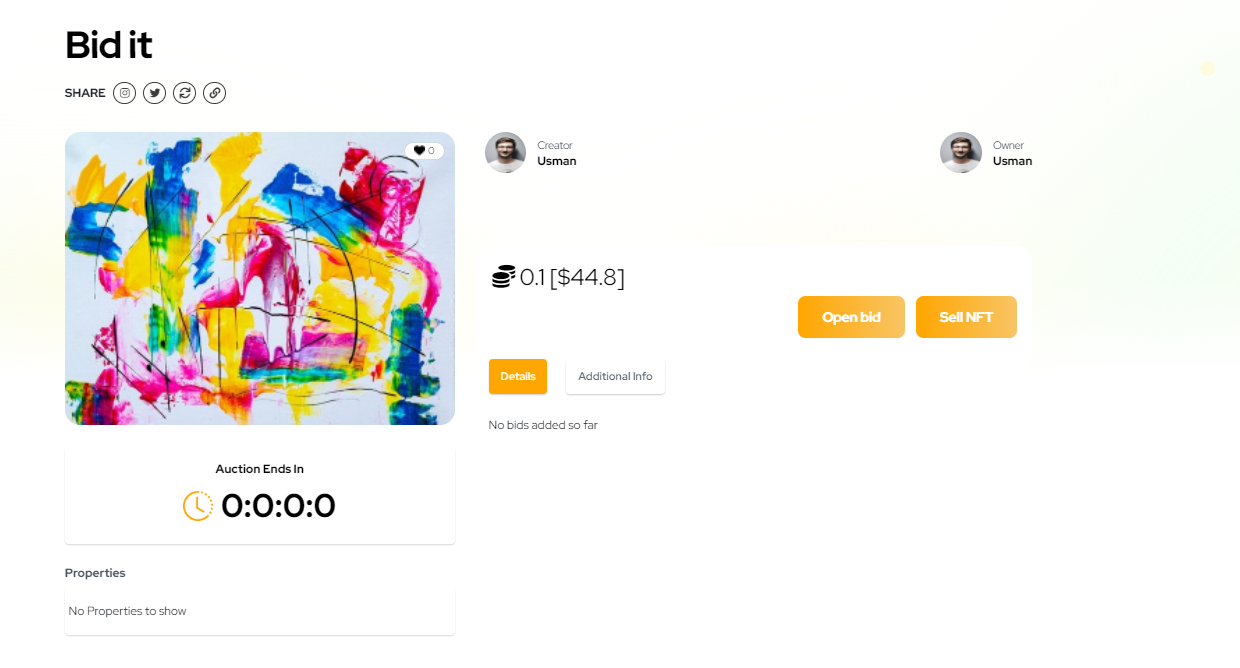 Bid it
SHARE
0
Creator
Usman
Owner
Usman
0.1 [$44.8]
Open bid
Sell NFT
Details
Additional Info
No bids added so far
Auction Ends In
0:0:0:0
Properties
No Properties to show